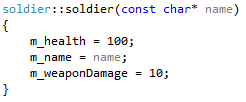 soldier::soldier(const char* name)
{
    m_health = 100;
    m_name = name;
    m_weaponDamage = 10;
}